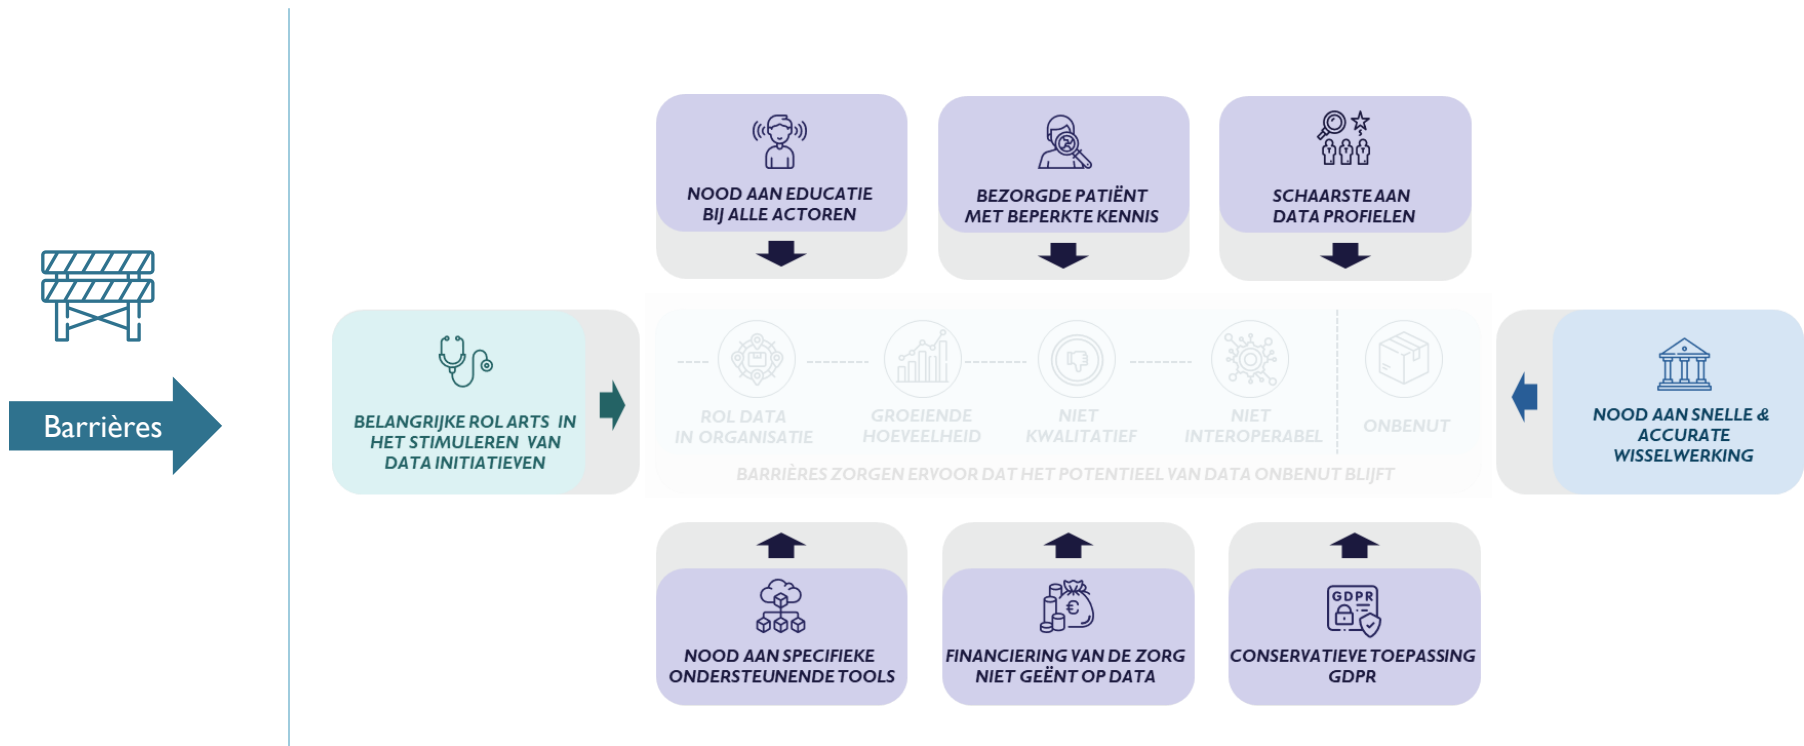 Barrières
NOOD AAN EDUCATIE
BIJ ALLE ACTOREN
BEZORGDE PATIËNT
MET BEPERKTE KENNIS
SCHAARSTE AAN
DATA PROFIELEN
BELANGRIJKE ROL ARTS IN
HET STIMULEREN VAN
DATA INITIATIEVEN
ROL DATA
IN ORGANISATIE
GROEIENDE
HOEVEELHEID
NIET
KWALITATIEF
NIET
INTEROPERABEL
ONBENUT
BARRIÈRES ZORGEN ERVOOR DAT HET POTENTIEEL VAN DATA ONBENUT BLIJFT
NOOD AAN SNELLE &
ACCURATE
WISSELWERKING
NOOD AAN SPECIFIEKE
ONDERSTEUNENDE TOOLS
€
FINANCIERING VAN DE ZORG
NIET GEËNT OP DATA
GDPR
CONSERVATIEVE TOEPASSING
GDPR